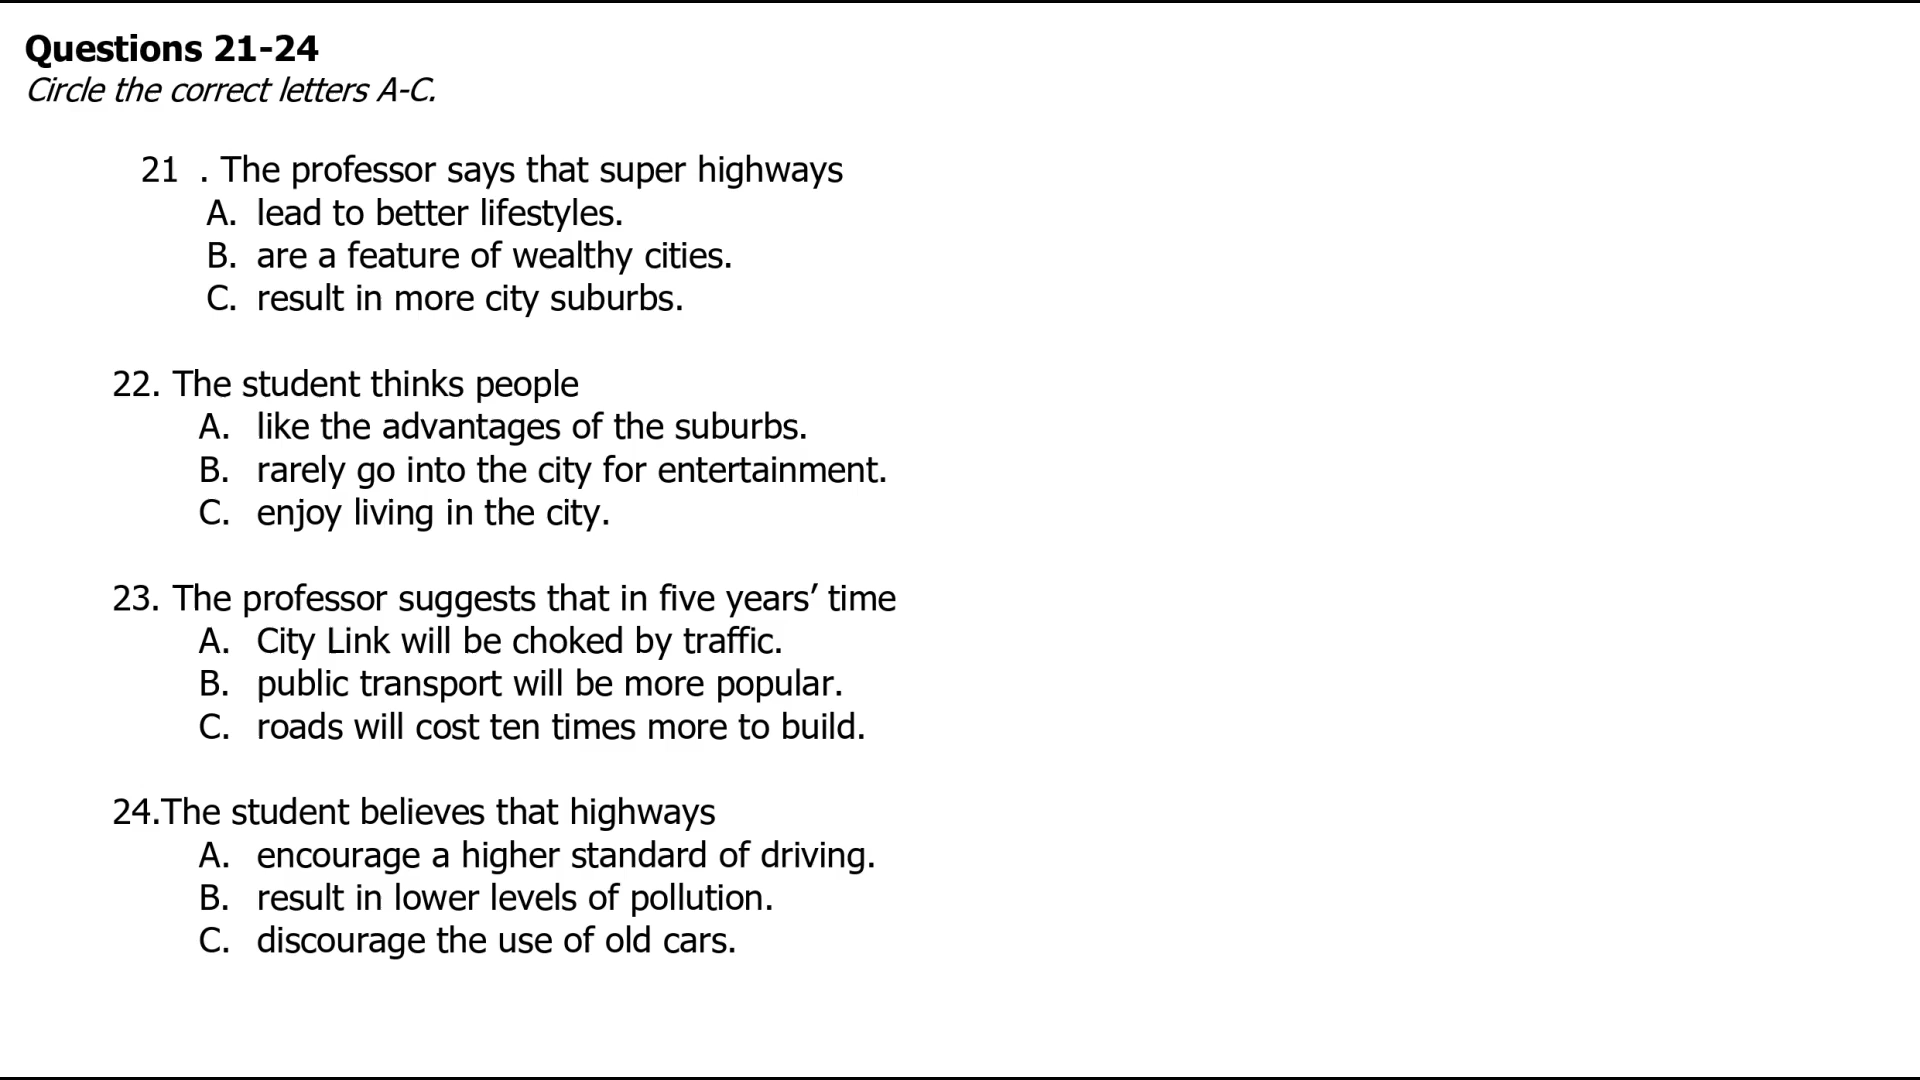 Questions 21-24
Circle the correct letters A-C.
21 . The professor says that super highways
A. lead to better lifestyles.
B. are a feature of wealthy cities.
C. result in more city suburbs.
22. The student thinks people
A. like the advantages of the suburbs.
B. rarely go into the city for entertainment.
C. enjoy living in the city.
23. The professor suggests that in five years’ time
A. City Link will be choked by traffic.
B. public transport will be more popular.
C. roads will cost ten times more to build.
24.The student believes that highways
A. encourage a higher standard of driving.
B. result in lower levels of pollution.
C. discourage the use of old cars.